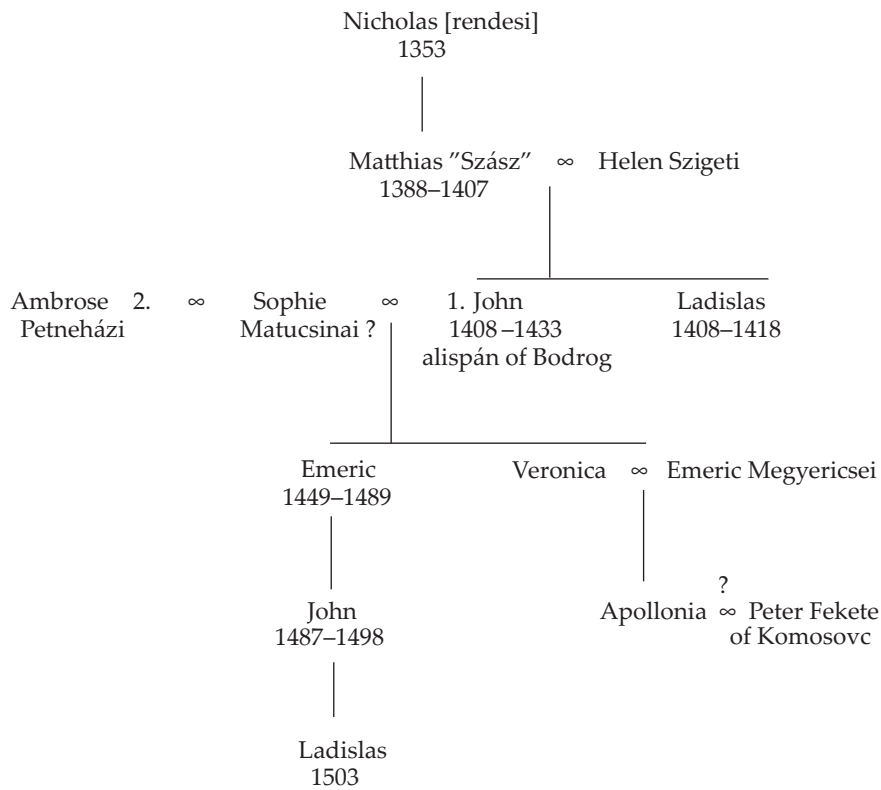 Nicholas [rendesi]
1353
Matthias ”Szász” ∞ Helen Szigeti
1388–1407
Ambrose 2. ∞ Sophie ∞ 1. John Ladislas
Petneházi Matucsinai ? 1408–1433 1408–1418
alispán of Bodrog
Emeric Veronica ∞ Emeric Megyericsei
1449–1489
?
John Apollonia ∞ Peter Fekete
1487–1498 of Komosovc
Ladislas
1503